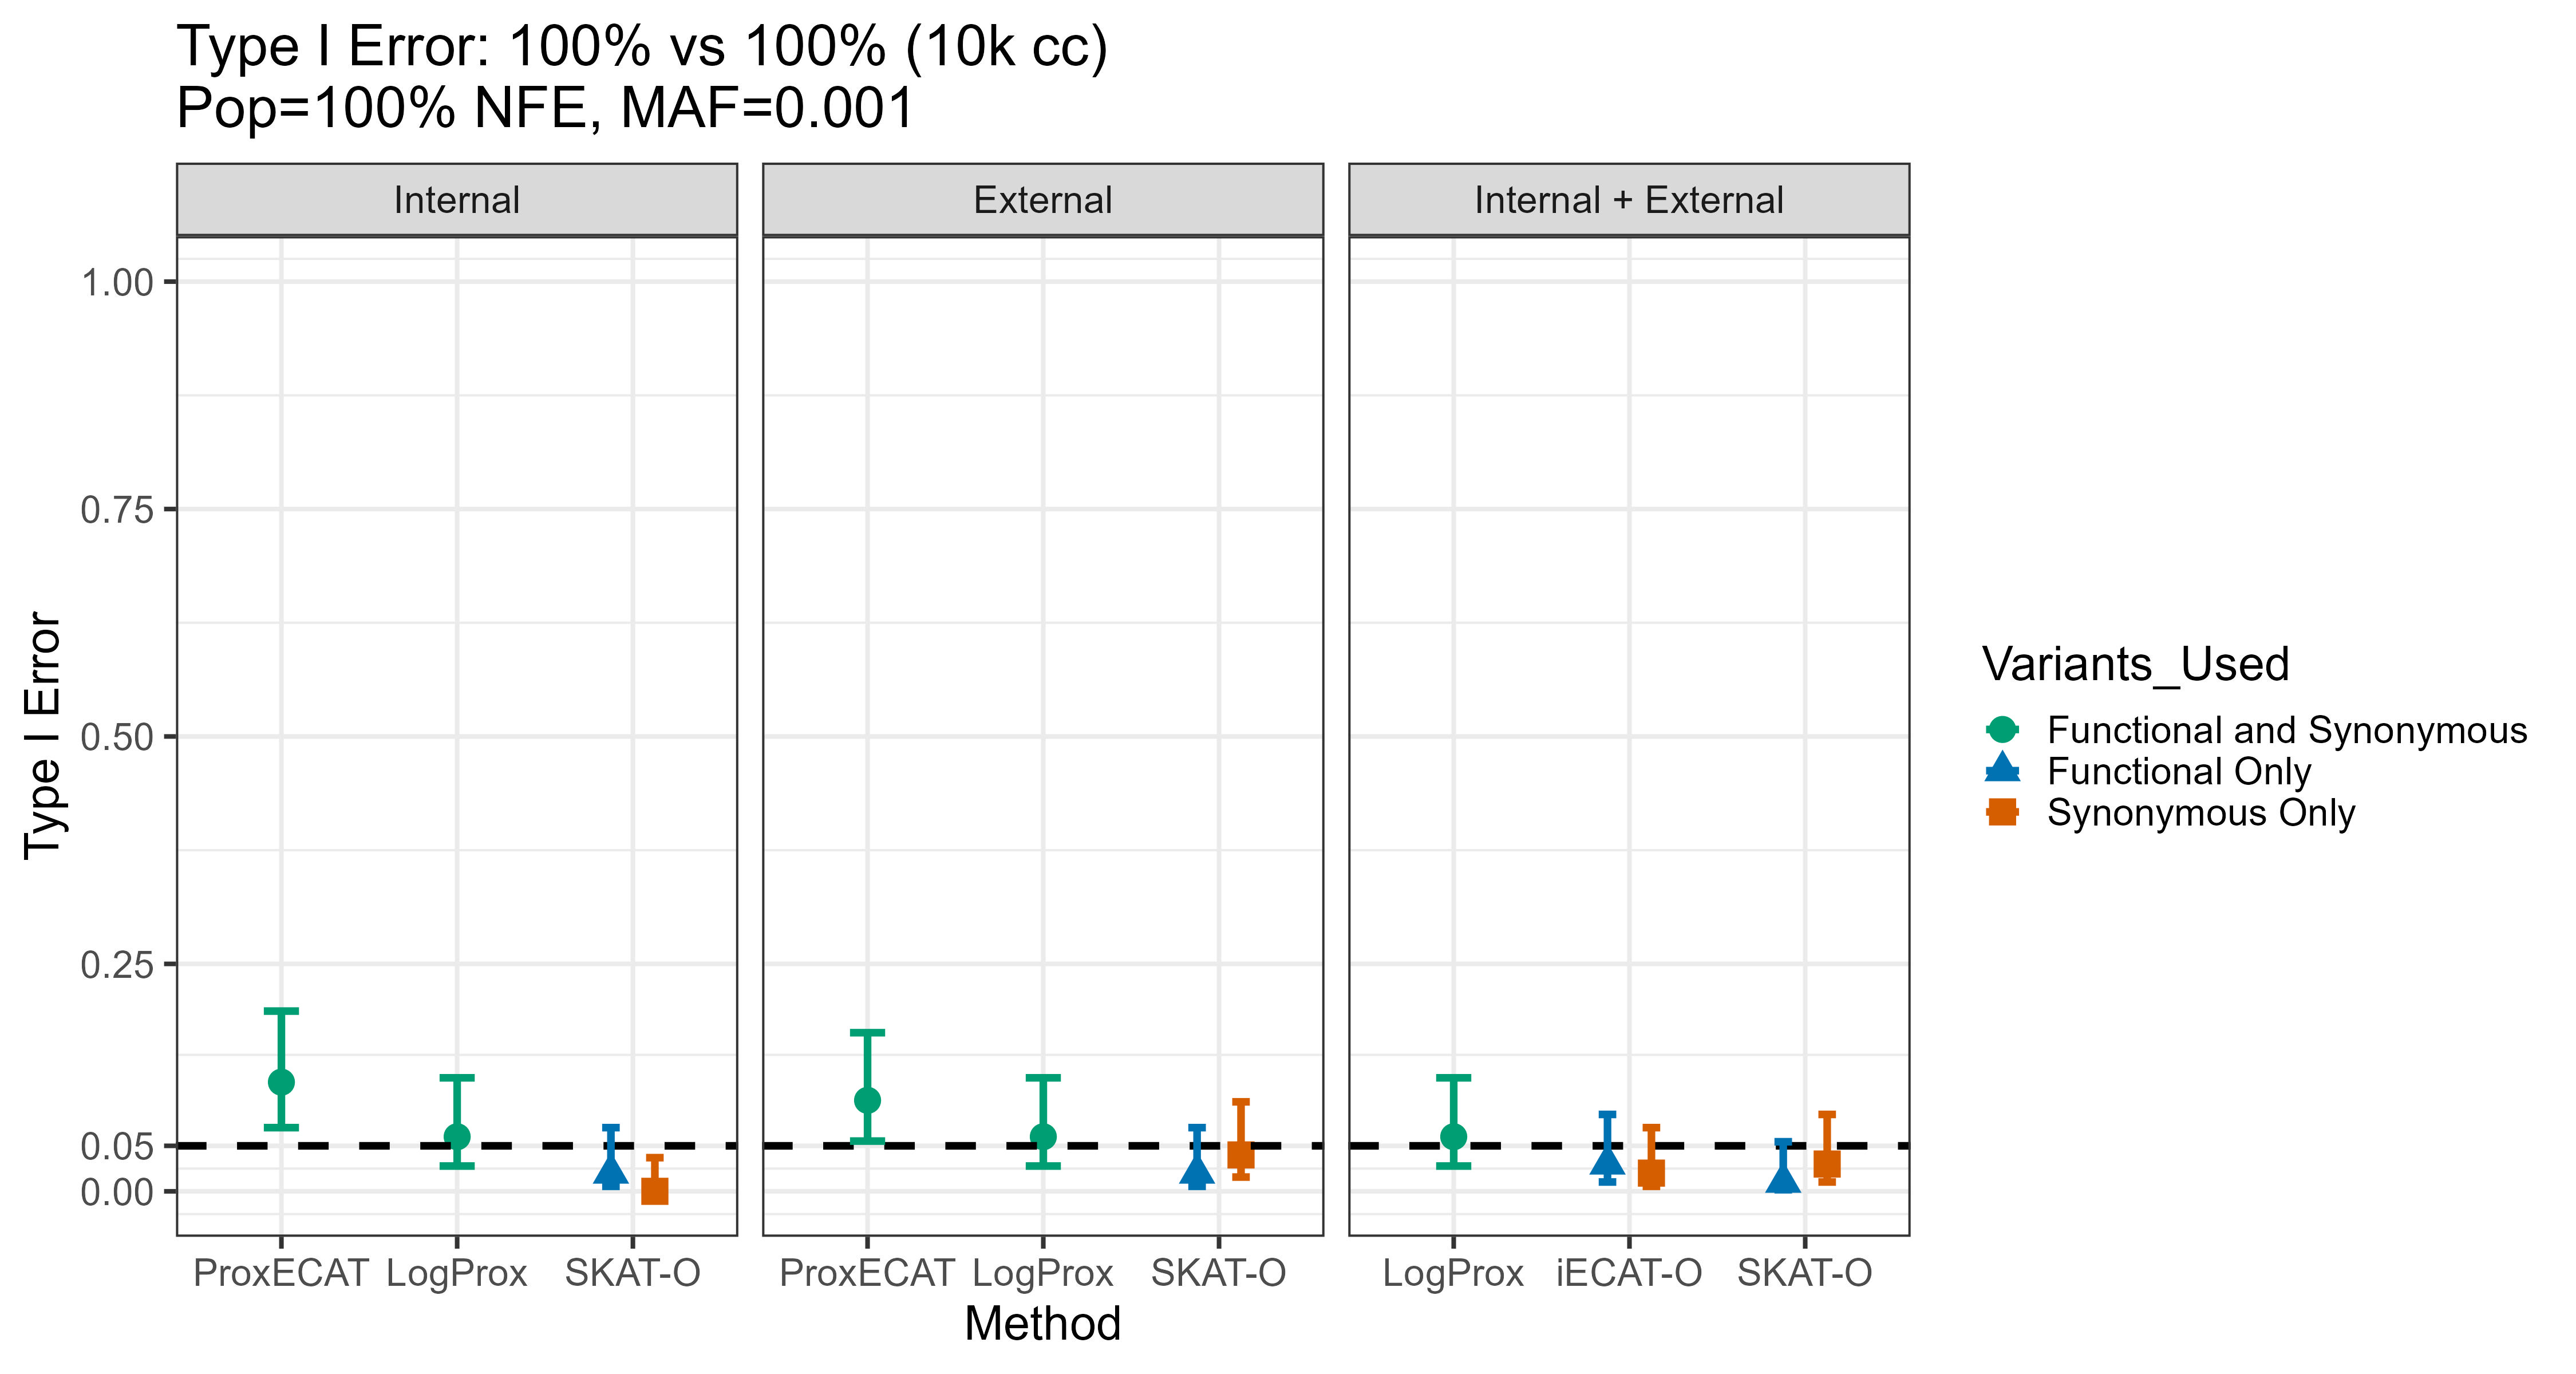 Type I Error: 100% vs 100% (10k cc)
Pop=100% NFE, MAF=0.001
Internal
External
Internal + External
Type I Error
1.00
0.75
0.50
0.25
0.05
0.00
ProxECAT LogProx SKAT-O
ProxECAT LogProx SKAT-O
LogProx iECAT-O SKAT-O
Method
Variants_Used
Functional and Synonymous
Functional Only
Synonymous Only